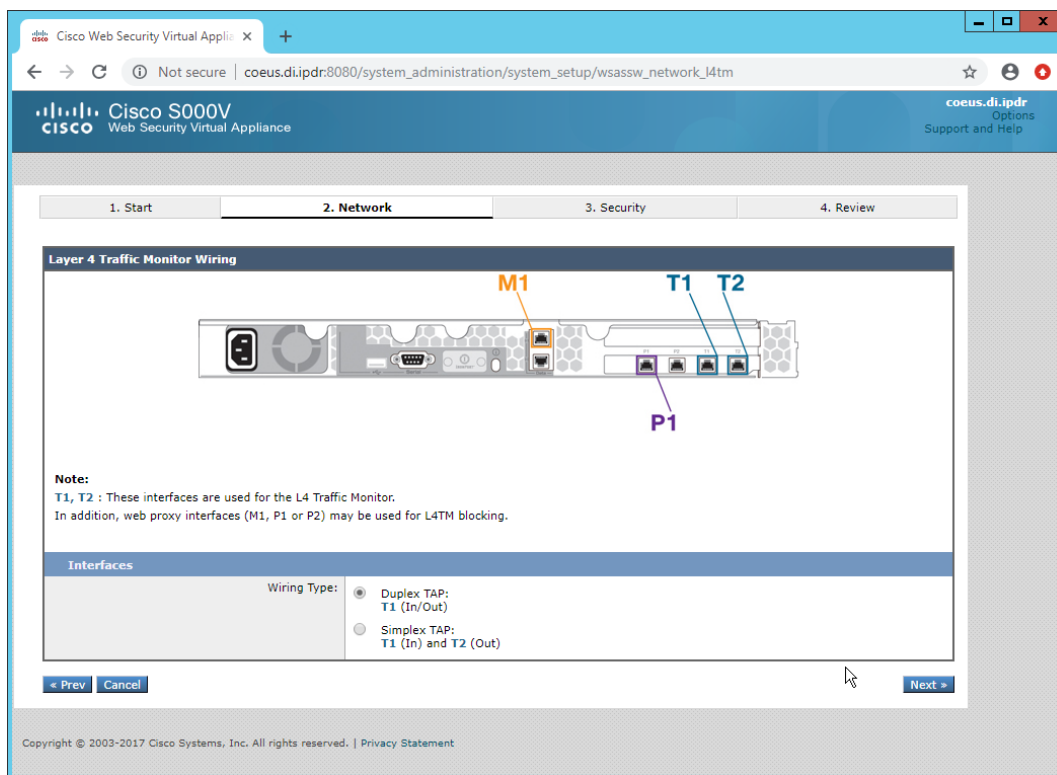 Cisco Web Security Virtual Applia
Not secure | coeus.di.ipdr:8080/system_administration/system_setup/wsassw_network_l4tm
CISCO
Cisco S000V
Web Security Virtual Appliance
coeus.di.ipdr
Options
Support and Help
1. Start
2. Network
3. Security
4. Review
Layer 4 Traffic Monitor Wiring
M1
T1
T2
P1
P2
T1
T2
P1
Note:
T1, T2 : These interfaces are used for the L4 Traffic Monitor.
In addition, web proxy interfaces (M1, P1 or P2) may be used for L4TM blocking.
Interfaces
Wiring Type:
Duplex TAP:
T1 (In/Out)
Simplex TAP:
T1 (In) and T2 (Out)
« Prev
Cancel
Next »
Copyright © 2003-2017 Cisco Systems, Inc. All rights reserved. | Privacy Statement